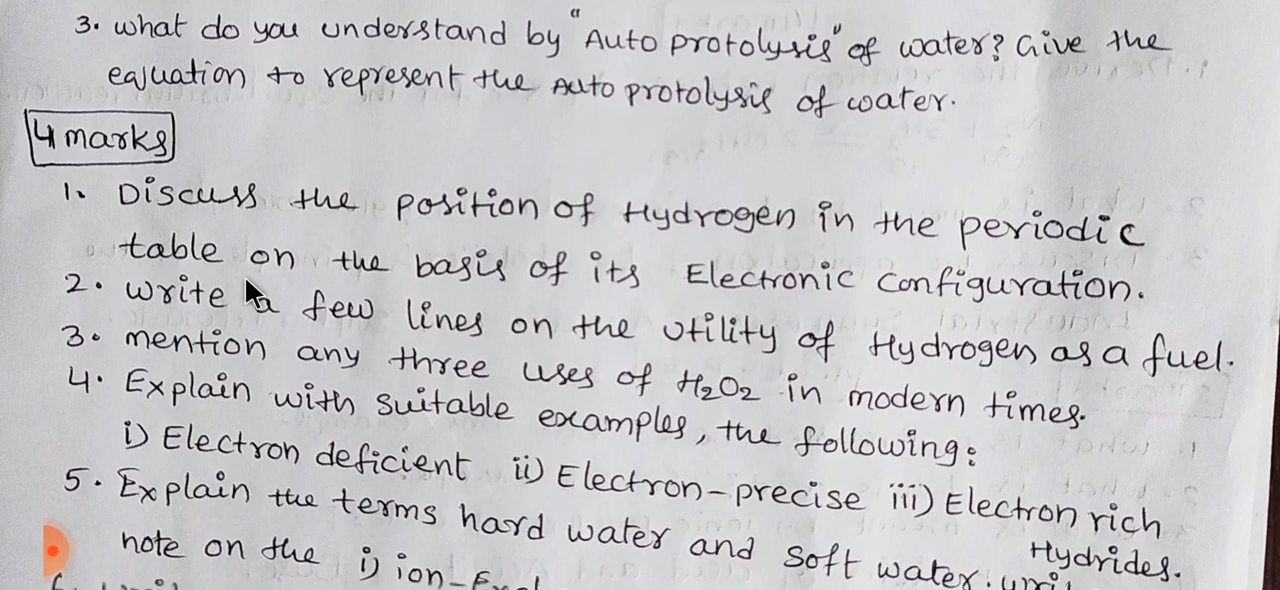 3. what do you understand by "Auto protolysis" of water? Give the
equation to represent the Auto protolysis of water.
4 marks
1. Discuss the position of Hydrogen in the periodic
table on the basis of its Electronic configuration.
2. write a few lines on the utility of Hydrogen as a fuel.
3. mention any three uses of H₂O₂ in modern times.
4. Explain with suitable examples, the following:
i) Electron deficient ii) Electron-precise iii) Electron rich
Hydrides.
5. Explain the terms hard water and soft water.
note on the i) ion-